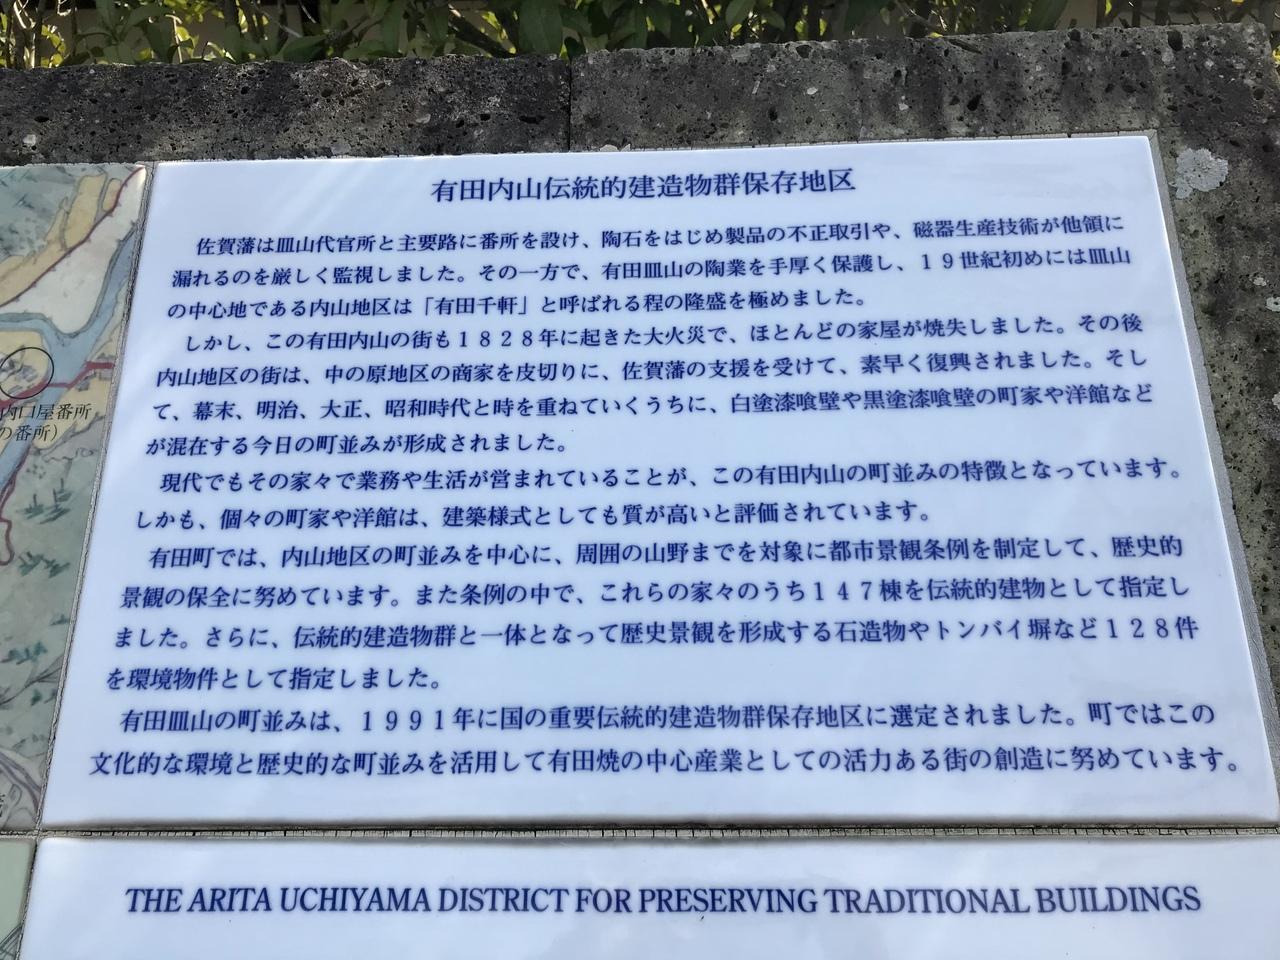 有田内山伝統的建造物群保存地区
佐賀藩は皿山代官所と主要路に番所を設け、陶石をはじめ製品の不正取引や、磁器生産技術が他領に
漏れるのを厳しく監視しました。その一方で、有田皿山の陶業を手厚く保護し、１９世紀初めには皿山
の中心地である内山地区は「有田千軒」と呼ばれる程の隆盛を極めました。
しかし、この有田内山の街も１８２８年に起きた大火災で、ほとんどの家屋が焼失しました。その後
内山地区の街は、中の原地区の商家を皮切りに、佐賀藩の支援を受けて、素早く復興されました。そし
て、幕末、明治、大正、昭和時代と時を重ねていくうちに、白塗漆喰壁や黒塗漆喰壁の町家や洋館など
が混在する今日の町並みが形成されました。
現代でもその家々で業務や生活が営まれていることが、この有田内山の町並みの特徴となっています。
しかも、個々の町家や洋館は、建築様式としても質が高いと評価されています。
有田町では、内山地区の町並みを中心に、周囲の山野までを対象に都市景観条例を制定して、歴史的
景観の保全に努めています。また条例の中で、これらの家々のうち１４７棟を伝統的建物として指定し
ました。さらに、伝統的建造物群と一体となって歴史景観を形成する石造物やトンバイ塀など１２８件
を環境物件として指定しました。
有田皿山の町並みは、１９９１年に国の重要伝統的建造物群保存地区に選定されました。町ではこの
文化的な環境と歴史的な町並みを活用して有田焼の中心産業としての活力ある街の創造に努めています。
THE ARITA UCHIYAMA DISTRICT FOR PRESERVING TRADITIONAL BUILDINGS
内口屋番所
の番所）